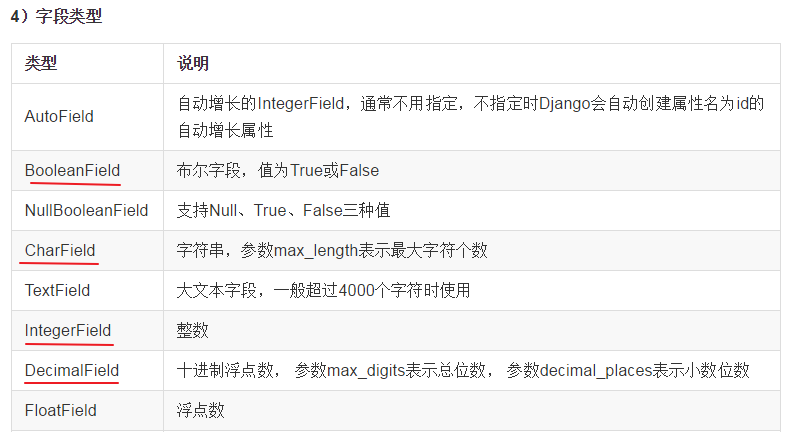 4）字段类型
类型 说明
AutoField 自动增长的IntegerField，通常不用指定，不指定时Django会自动创建属性名为id的
自动增长属性
BooleanField 布尔字段，值为True或False
NullBooleanField 支持Null、True、False三种值
CharField 字符串，参数max_length表示最大字符个数
TextField 大文本字段，一般超过4000个字符时使用
IntegerField 整数
DecimalField 十进制浮点数， 参数max_digits表示总位数， 参数decimal_places表示小数位数
FloatField 浮点数